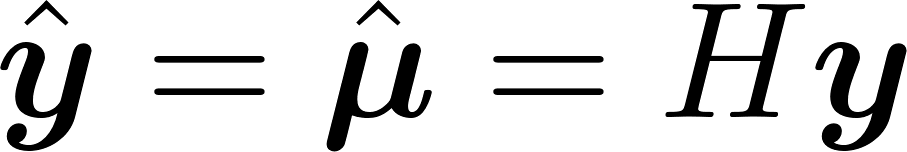 ŷ = μ̂ = Hy